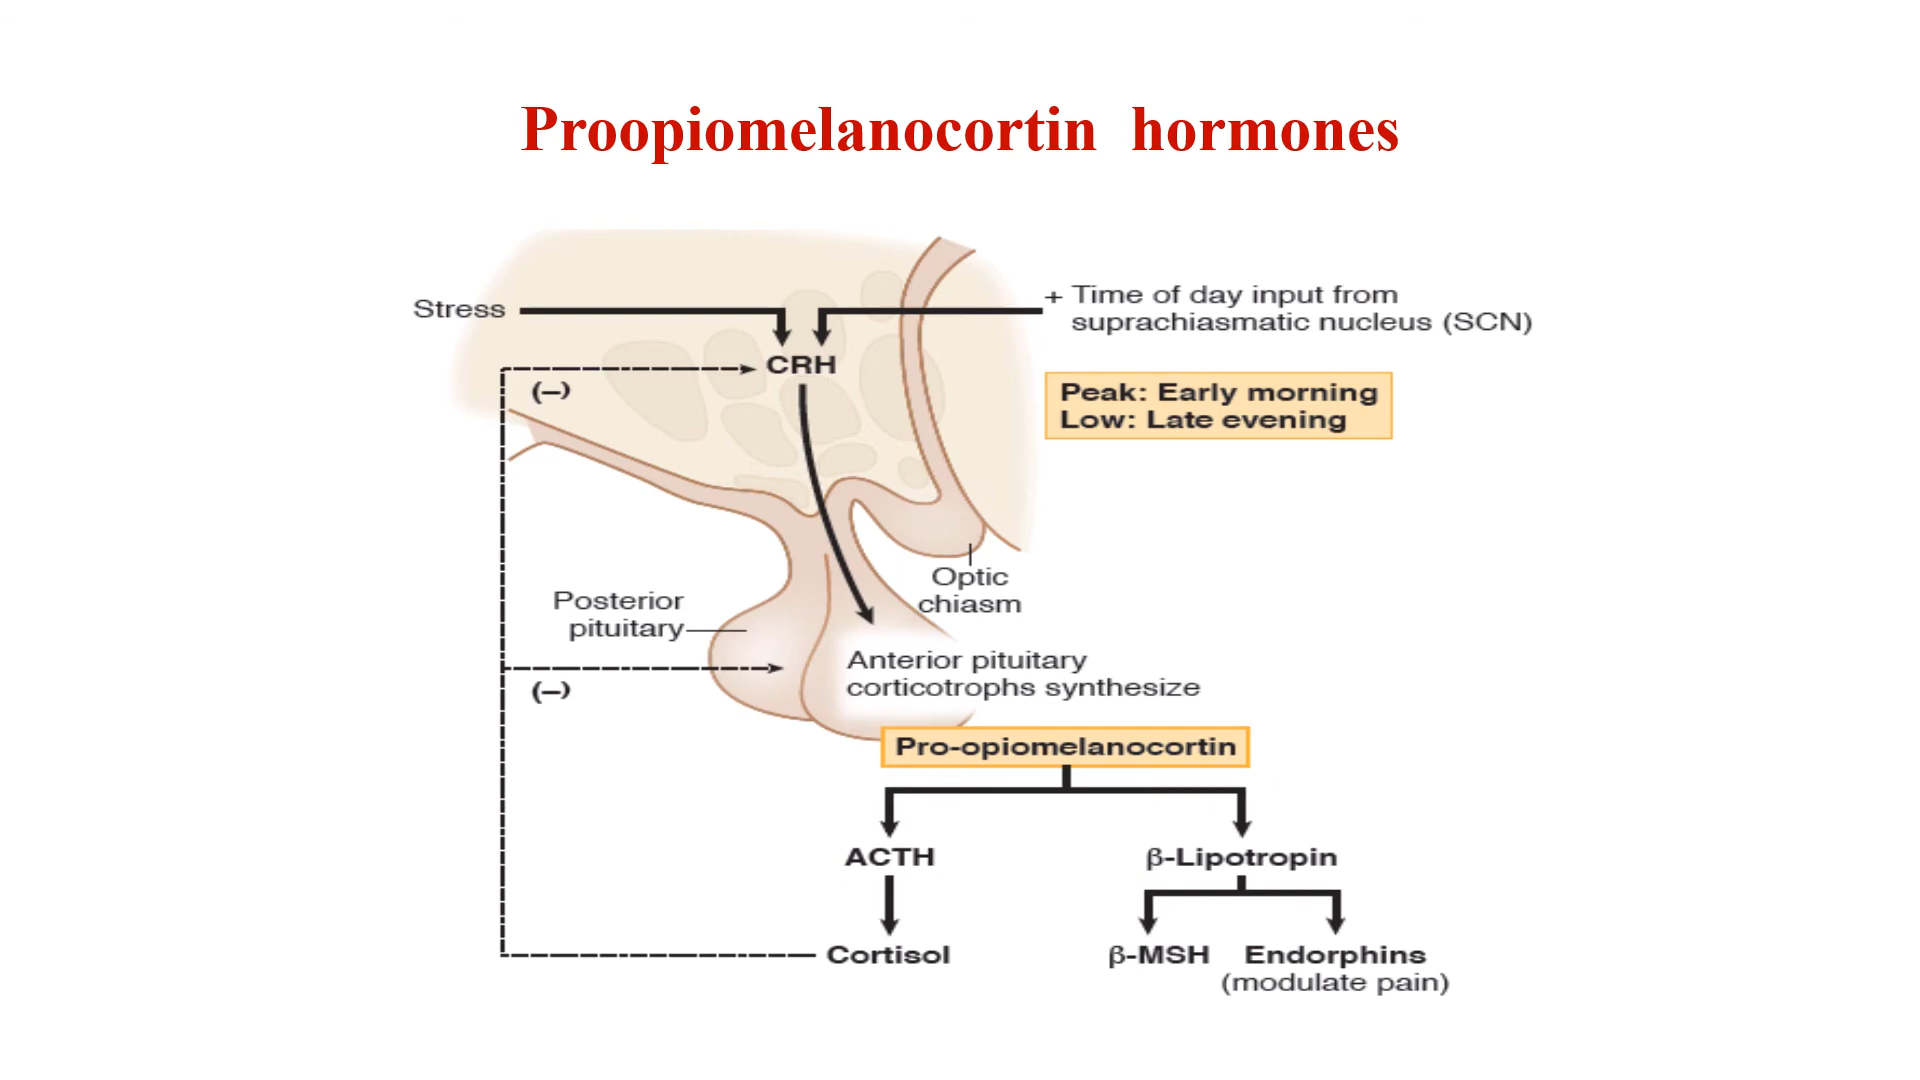 Proopiomelanocortin hormones
Stress
+ Time of day input from
suprachiasmatic nucleus (SCN)
CRH
(–)
Peak: Early morning
Low: Late evening
Optic
chiasm
Posterior
pituitary
Anterior pituitary
corticotrophs synthesize
(–)
Pro-opiomelanocortin
ACTH
β-Lipotropin
Cortisol
β-MSH
Endorphins
(modulate pain)